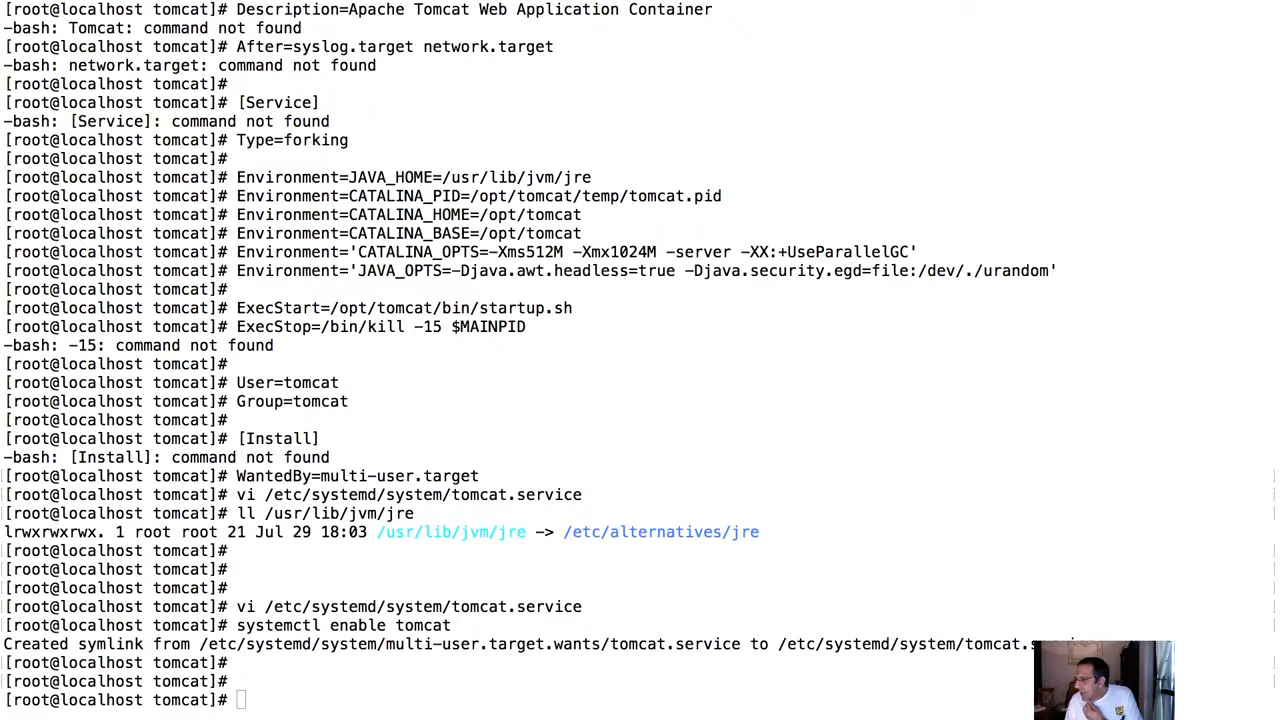 [root@localhost tomcat]# Description=Apache Tomcat Web Application Container
-bash: Tomcat: command not found
[root@localhost tomcat]# After=syslog.target network.target
-bash: network.target: command not found
[root@localhost tomcat]#
[root@localhost tomcat]# [Service]
-bash: [Service]: command not found
[root@localhost tomcat]# Type=forking
[root@localhost tomcat]#
[root@localhost tomcat]# Environment=JAVA_HOME=/usr/lib/jvm/jre
[root@localhost tomcat]# Environment=CATALINA_PID=/opt/tomcat/temp/tomcat.pid
[root@localhost tomcat]# Environment=CATALINA_HOME=/opt/tomcat
[root@localhost tomcat]# Environment=CATALINA_BASE=/opt/tomcat
[root@localhost tomcat]# Environment='CATALINA_OPTS=-Xms512M -Xmx1024M -server -XX:+UseParallelGC'
[root@localhost tomcat]# Environment='JAVA_OPTS=-Djava.awt.headless=true -Djava.security.egd=file:/dev/./urandom'
[root@localhost tomcat]#
[root@localhost tomcat]# ExecStart=/opt/tomcat/bin/startup.sh
[root@localhost tomcat]# ExecStop=/bin/kill -15 $MAINPID
-bash: -15: command not found
[root@localhost tomcat]#
[root@localhost tomcat]# User=tomcat
[root@localhost tomcat]# Group=tomcat
[root@localhost tomcat]#
[root@localhost tomcat]# [Install]
-bash: [Install]: command not found
[root@localhost tomcat]# WantedBy=multi-user.target
[root@localhost tomcat]# vi /etc/systemd/system/tomcat.service
[root@localhost tomcat]# ll /usr/lib/jvm/jre
lrwxrwxrwx. 1 root root 21 Jul 29 18:03 /usr/lib/jvm/jre -> /etc/alternatives/jre
[root@localhost tomcat]#
[root@localhost tomcat]#
[root@localhost tomcat]#
[root@localhost tomcat]# vi /etc/systemd/system/tomcat.service
[root@localhost tomcat]# systemctl enable tomcat
Created symlink from /etc/systemd/system/multi-user.target.wants/tomcat.service to /etc/systemd/system/tomcat.
[root@localhost tomcat]#
[root@localhost tomcat]#
[root@localhost tomcat]#